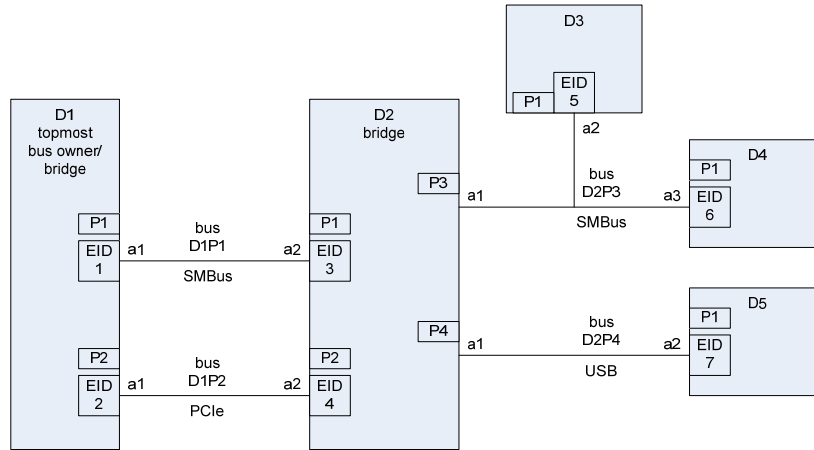 D1
topmost
bus owner/
bridge
P1
EID
1
a1
bus
D1P1
SMBus
a2
P2
EID
2
a1
bus
D1P2
PCIe
a2
D2
bridge
P1
EID
3
P2
EID
4
P3
a1
P4
a1
D3
P1
EID
5
a2
bus
D2P3
SMBus
a3
D4
P1
EID
6
bus
D2P4
USB
a2
D5
P1
EID
7